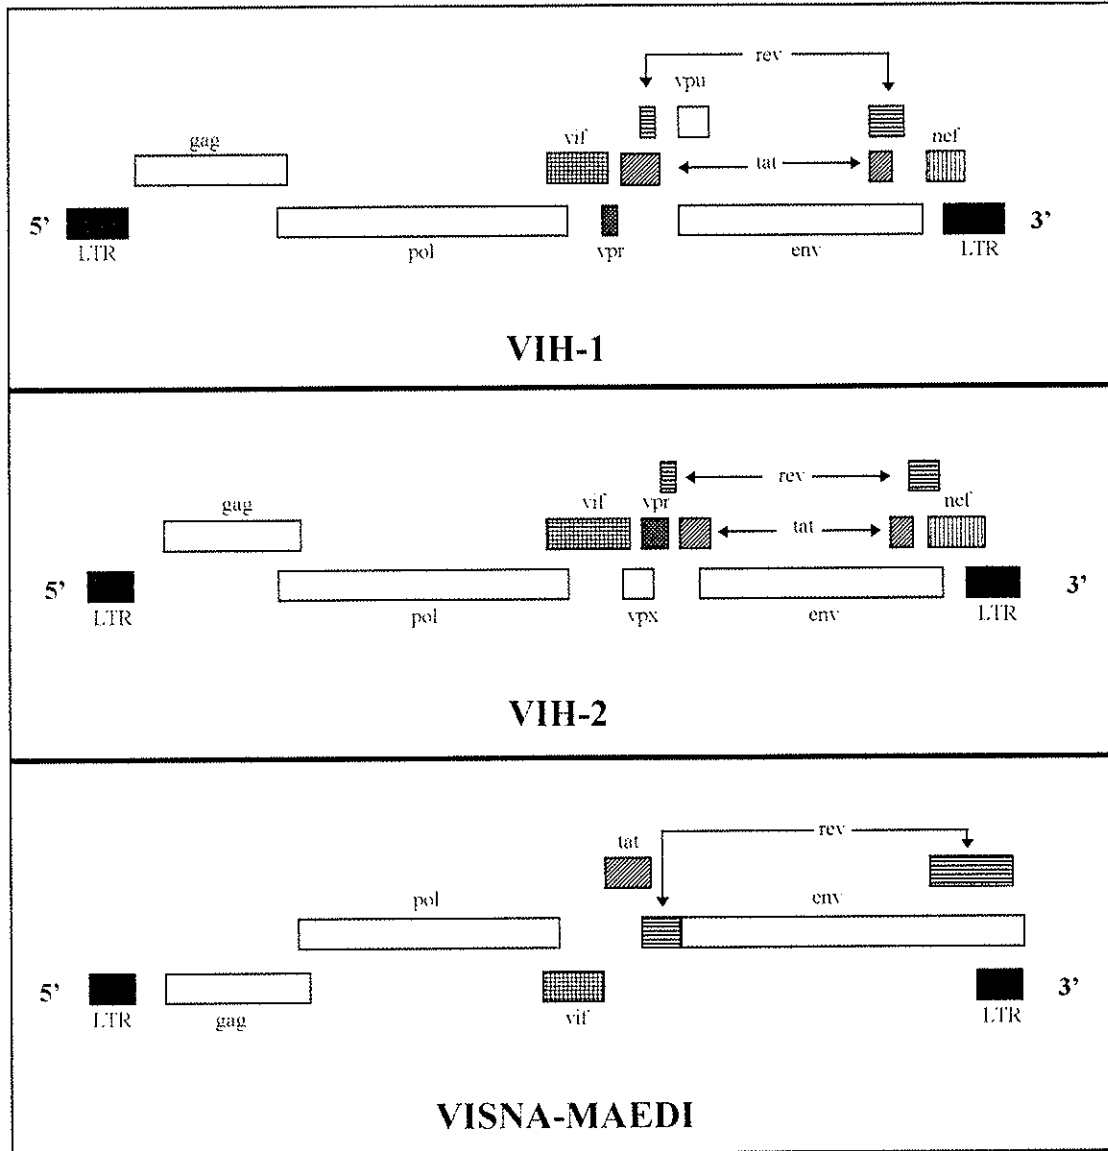 rev
vpu
gag
vif
nef
tat
5’
3’
LTR
pol
vpr
env
LTR
VIH-1
rev
gag
vif
vpr
nef
tat
5’
3’
LTR
pol
vpx
env
LTR
VIH-2
rev
tat
pol
env
5’
3’
LTR
gag
vif
LTR
VISNA-MAEDI